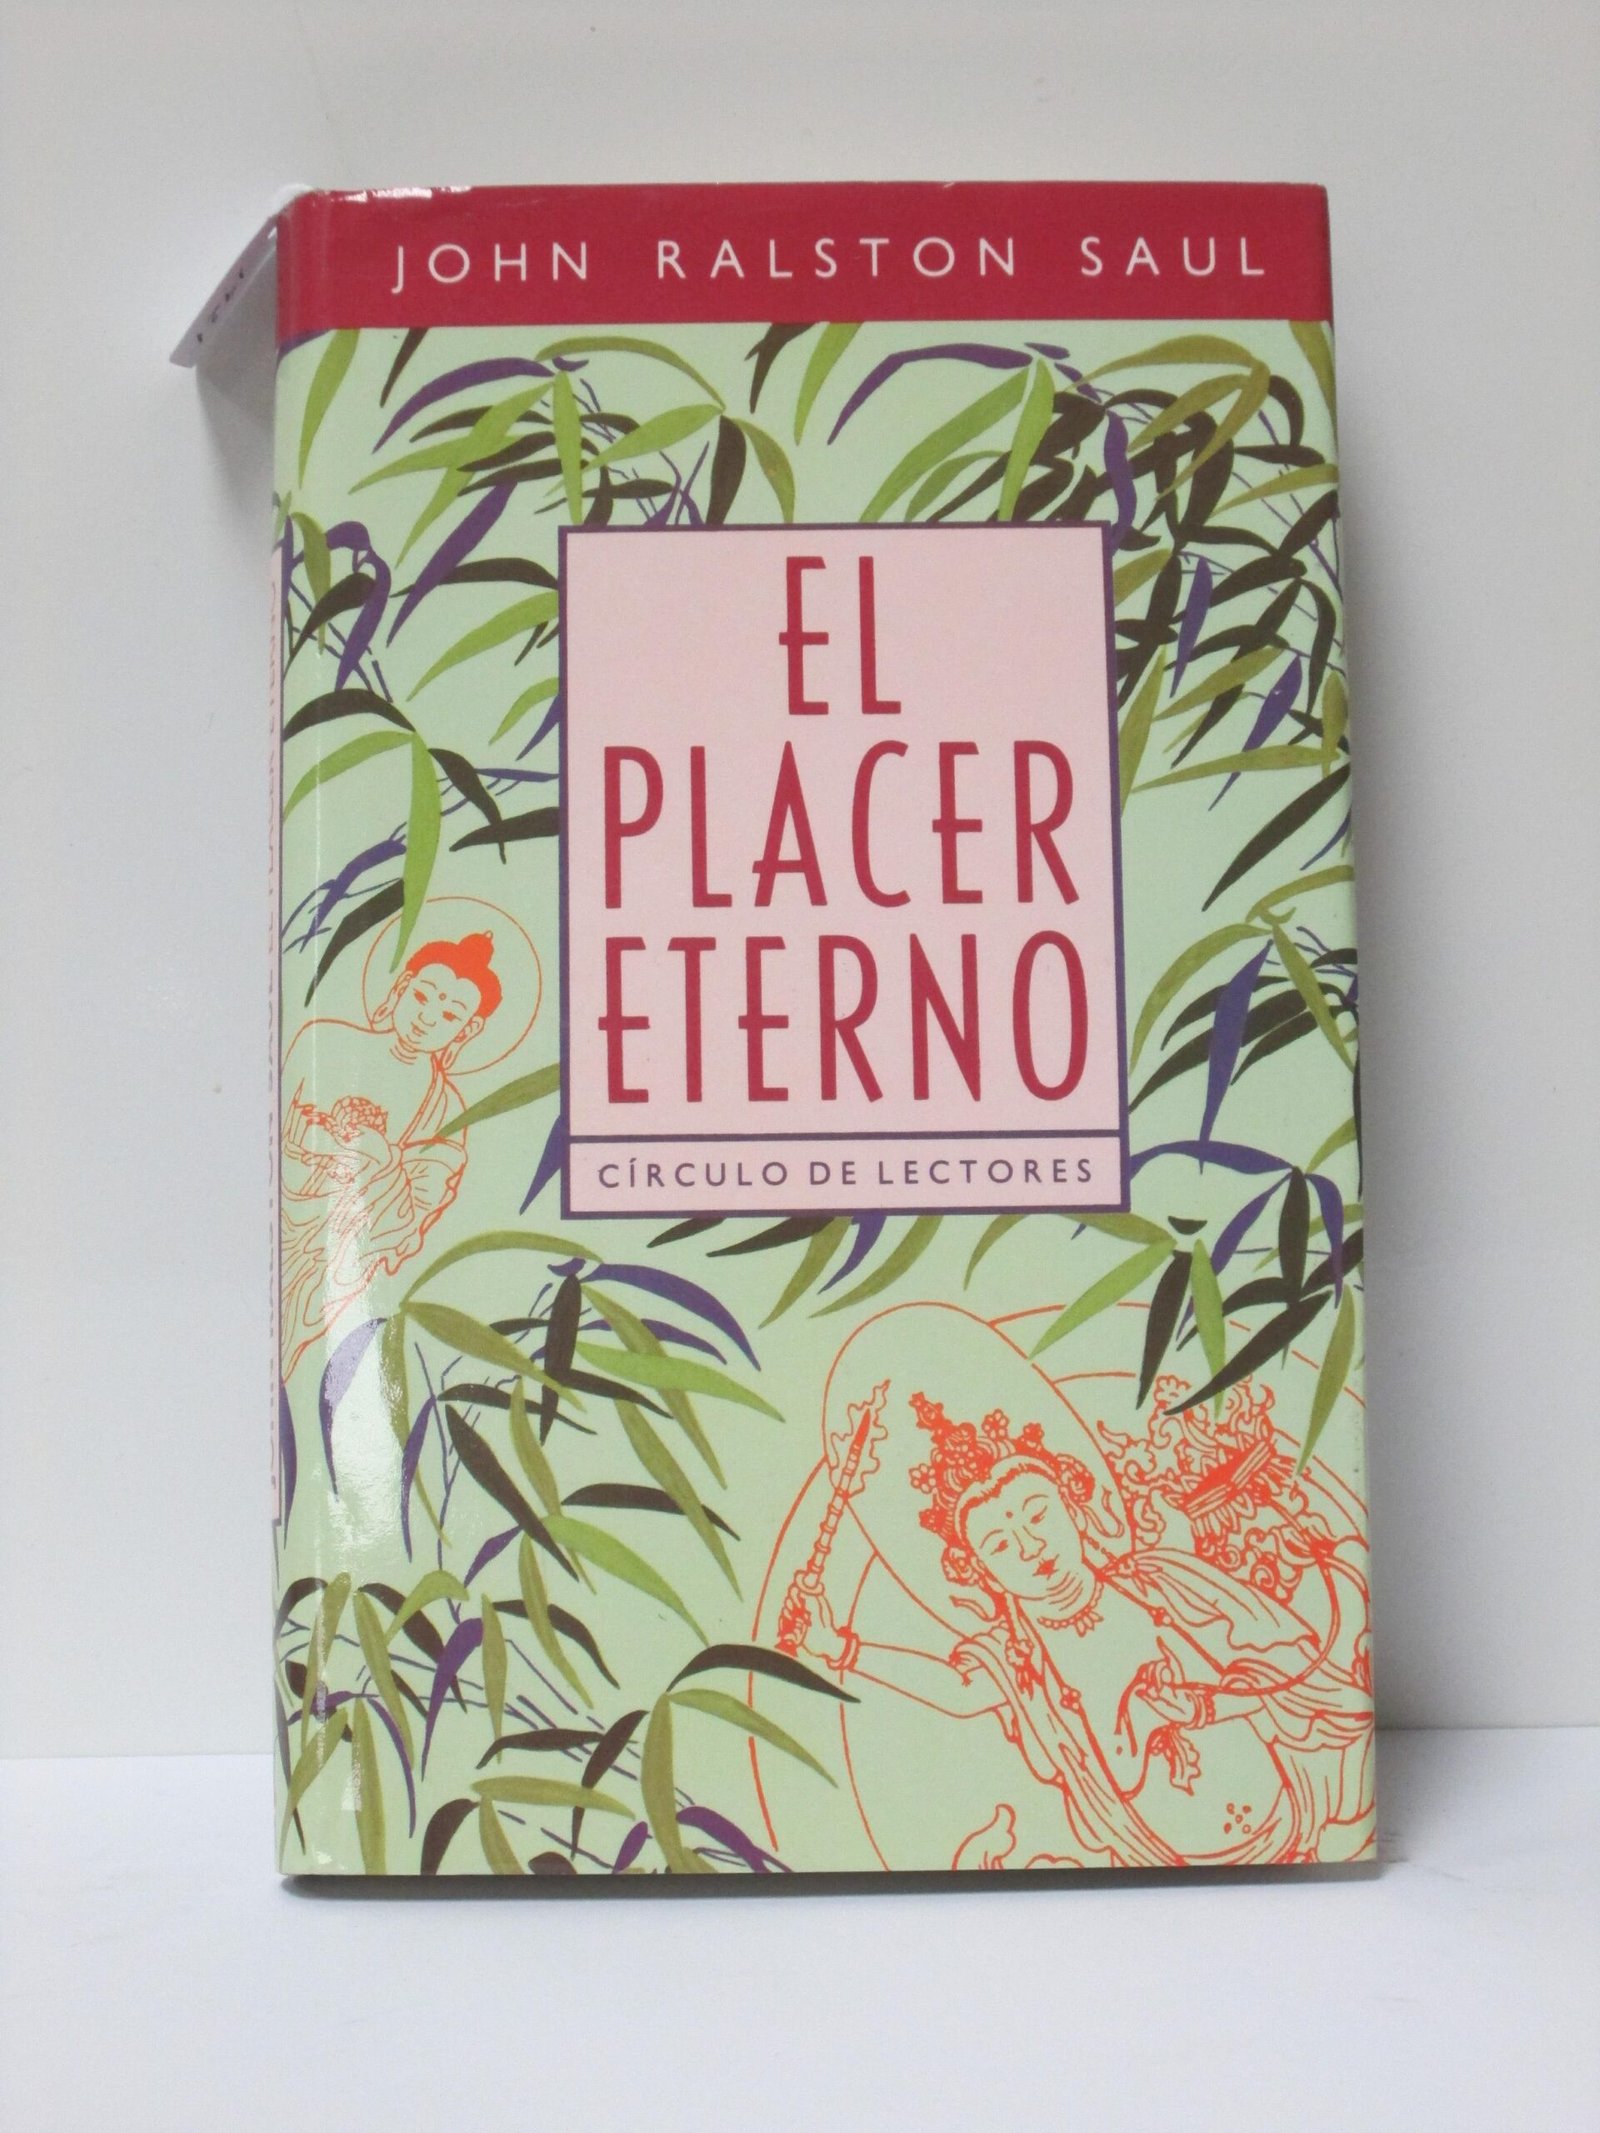 JOHN RALSTON SAUL
EL
PLACER
ETERNO
CÍRCULO DE LECTORES